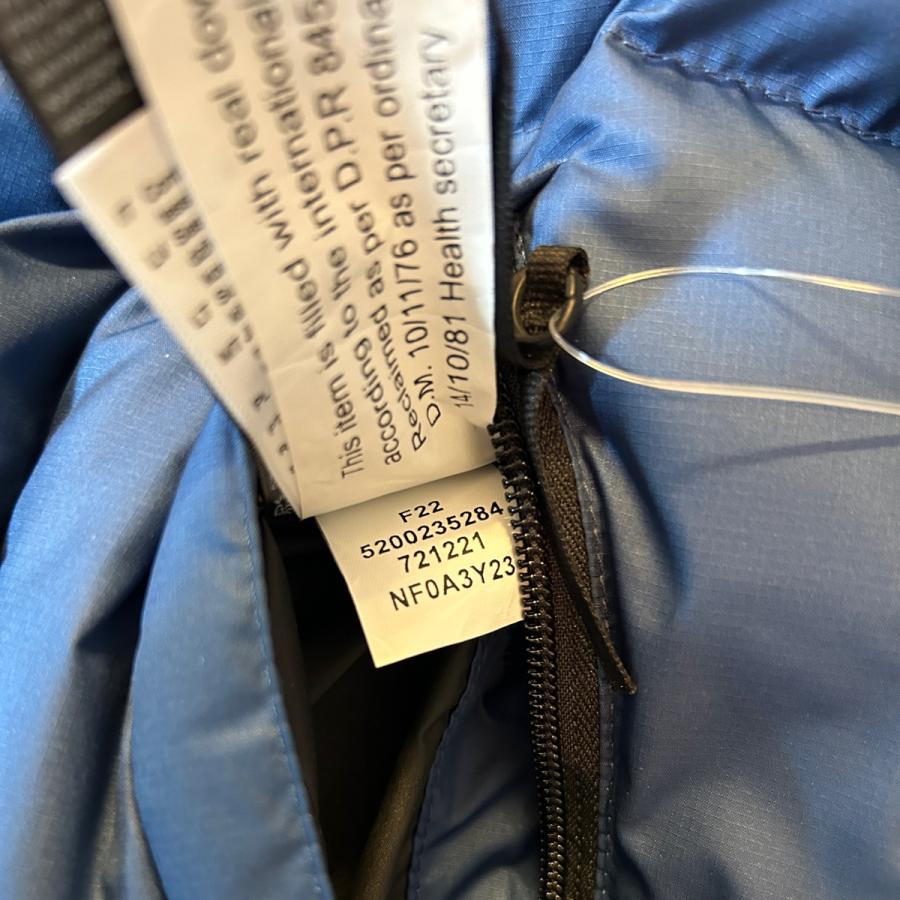 This item is filled with real dow
according to the international
Reclaimed as per D.P.R 845
D.M. 10/11/76 as per ordina
14/10/81 Health secretary
F22
5200235284
721221
NF0A3Y23